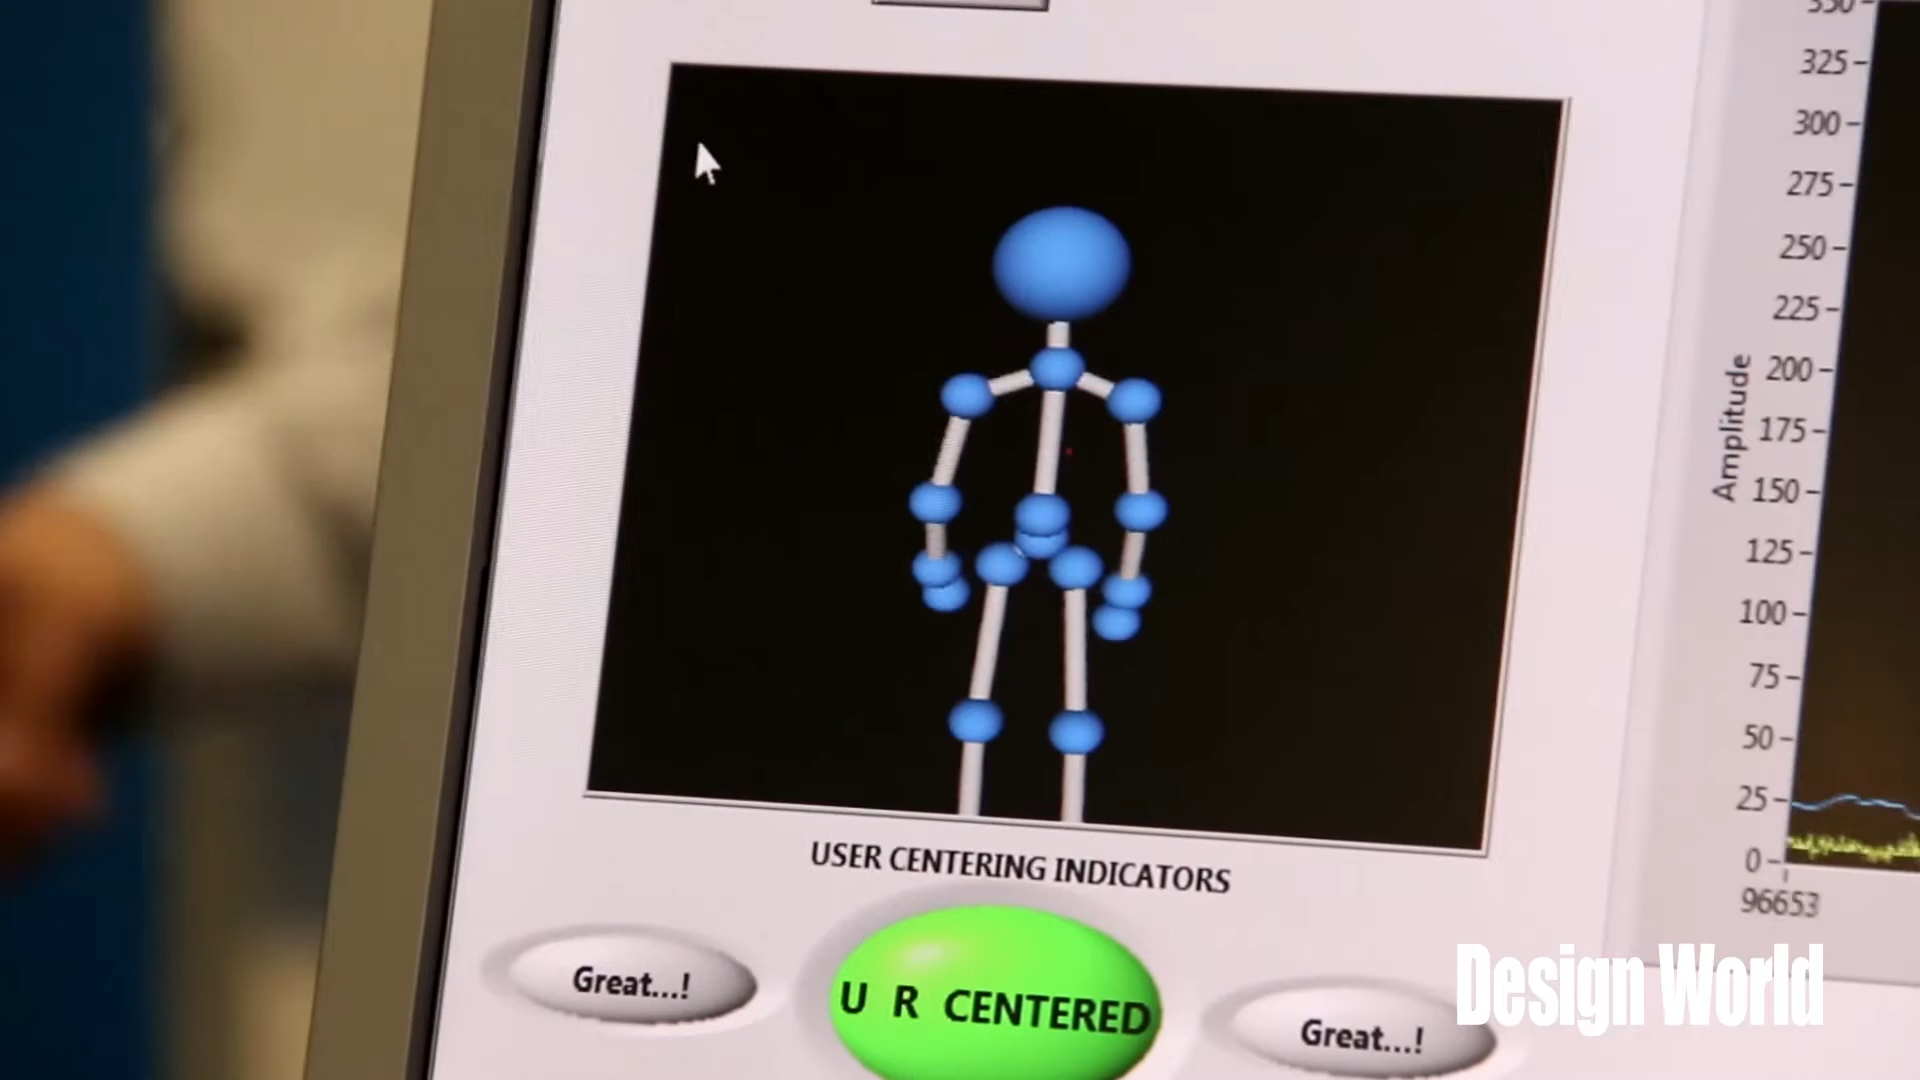 350
325
300
275
250
225
200
175
150
125
100
75
50
25
0
Amplitude
96653
USER CENTERING INDICATORS
Great...!
U R CENTERED
Great...!
Design World